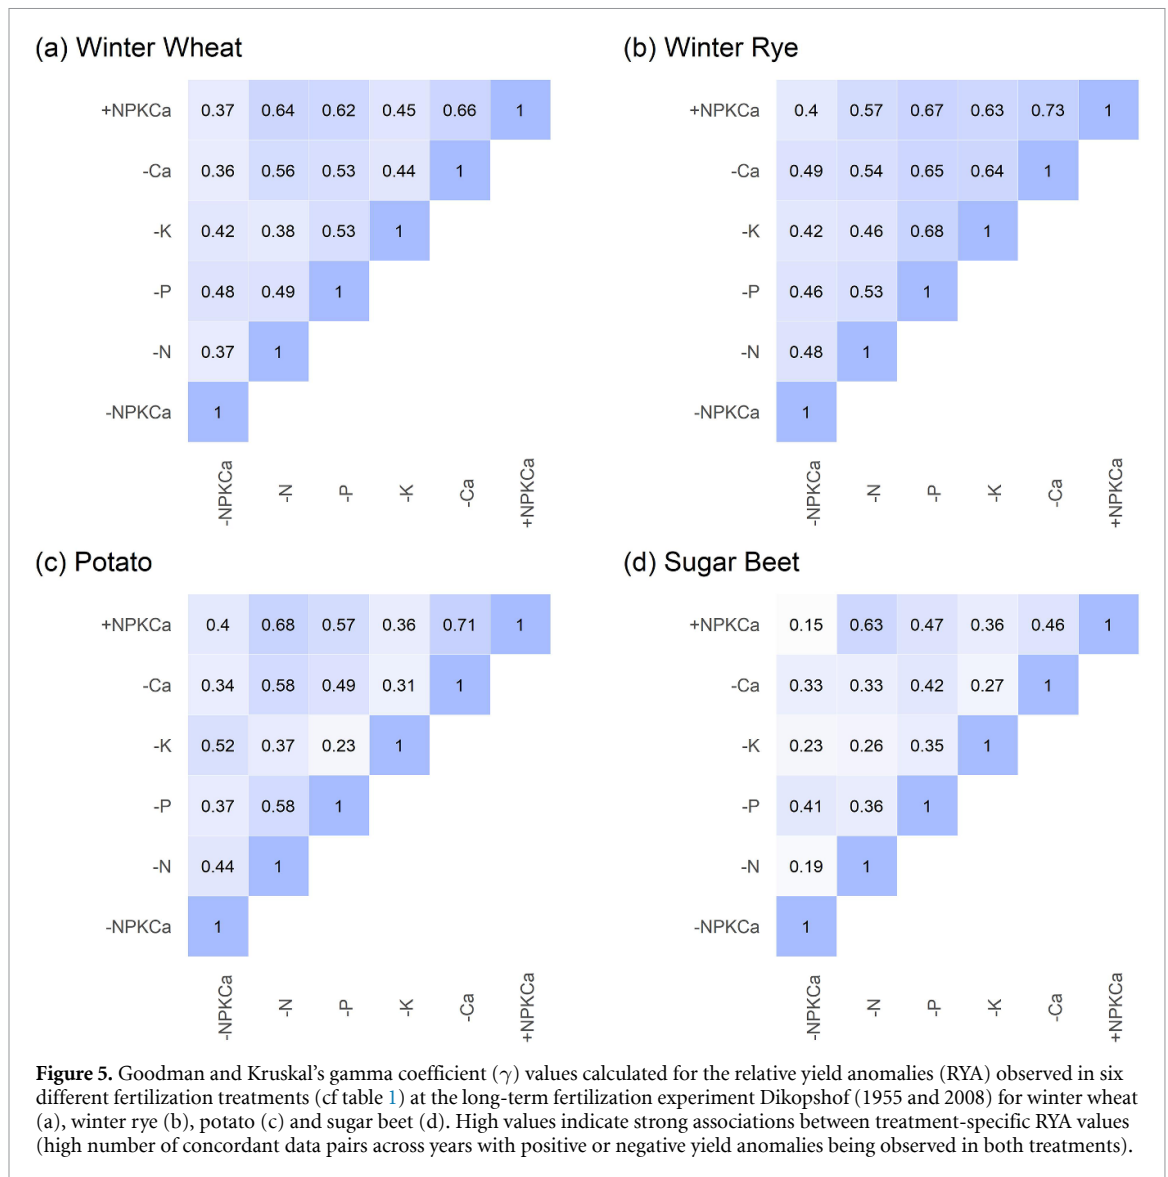 (a) Winter Wheat
+NPKCa 0.37 0.64 0.62 0.45 0.66 1
-Ca 0.36 0.56 0.53 0.44 1
-K 0.42 0.38 0.53 1
-P 0.48 0.49 1
-N 0.37 1
-NPKCa 1
-NPKCa -N -P -K -Ca +NPKCa
(b) Winter Rye
+NPKCa 0.4 0.57 0.67 0.63 0.73 1
-Ca 0.49 0.54 0.65 0.64 1
-K 0.42 0.46 0.68 1
-P 0.46 0.53 1
-N 0.48 1
-NPKCa 1
-NPKCa -N -P -K -Ca +NPKCa
(c) Potato
+NPKCa 0.4 0.68 0.57 0.36 0.71 1
-Ca 0.34 0.58 0.49 0.31 1
-K 0.52 0.37 0.23 1
-P 0.37 0.58 1
-N 0.44 1
-NPKCa 1
-NPKCa -N -P -K -Ca +NPKCa
(d) Sugar Beet
+NPKCa 0.15 0.63 0.47 0.36 0.46 1
-Ca 0.33 0.33 0.42 0.27 1
-K 0.23 0.26 0.35 1
-P 0.41 0.36 1
-N 0.19 1
-NPKCa 1
-NPKCa -N -P -K -Ca +NPKCa
Figure 5. Goodman and Kruskal's gamma coefficient (γ) values calculated for the relative yield anomalies (RYA) observed in six
different fertilization treatments (cf table 1) at the long-term fertilization experiment Dikopshof (1955 and 2008) for winter wheat
(a), winter rye (b), potato (c) and sugar beet (d). High values indicate strong associations between treatment-specific RYA values
(high number of concordant data pairs across years with positive or negative yield anomalies being observed in both treatments).